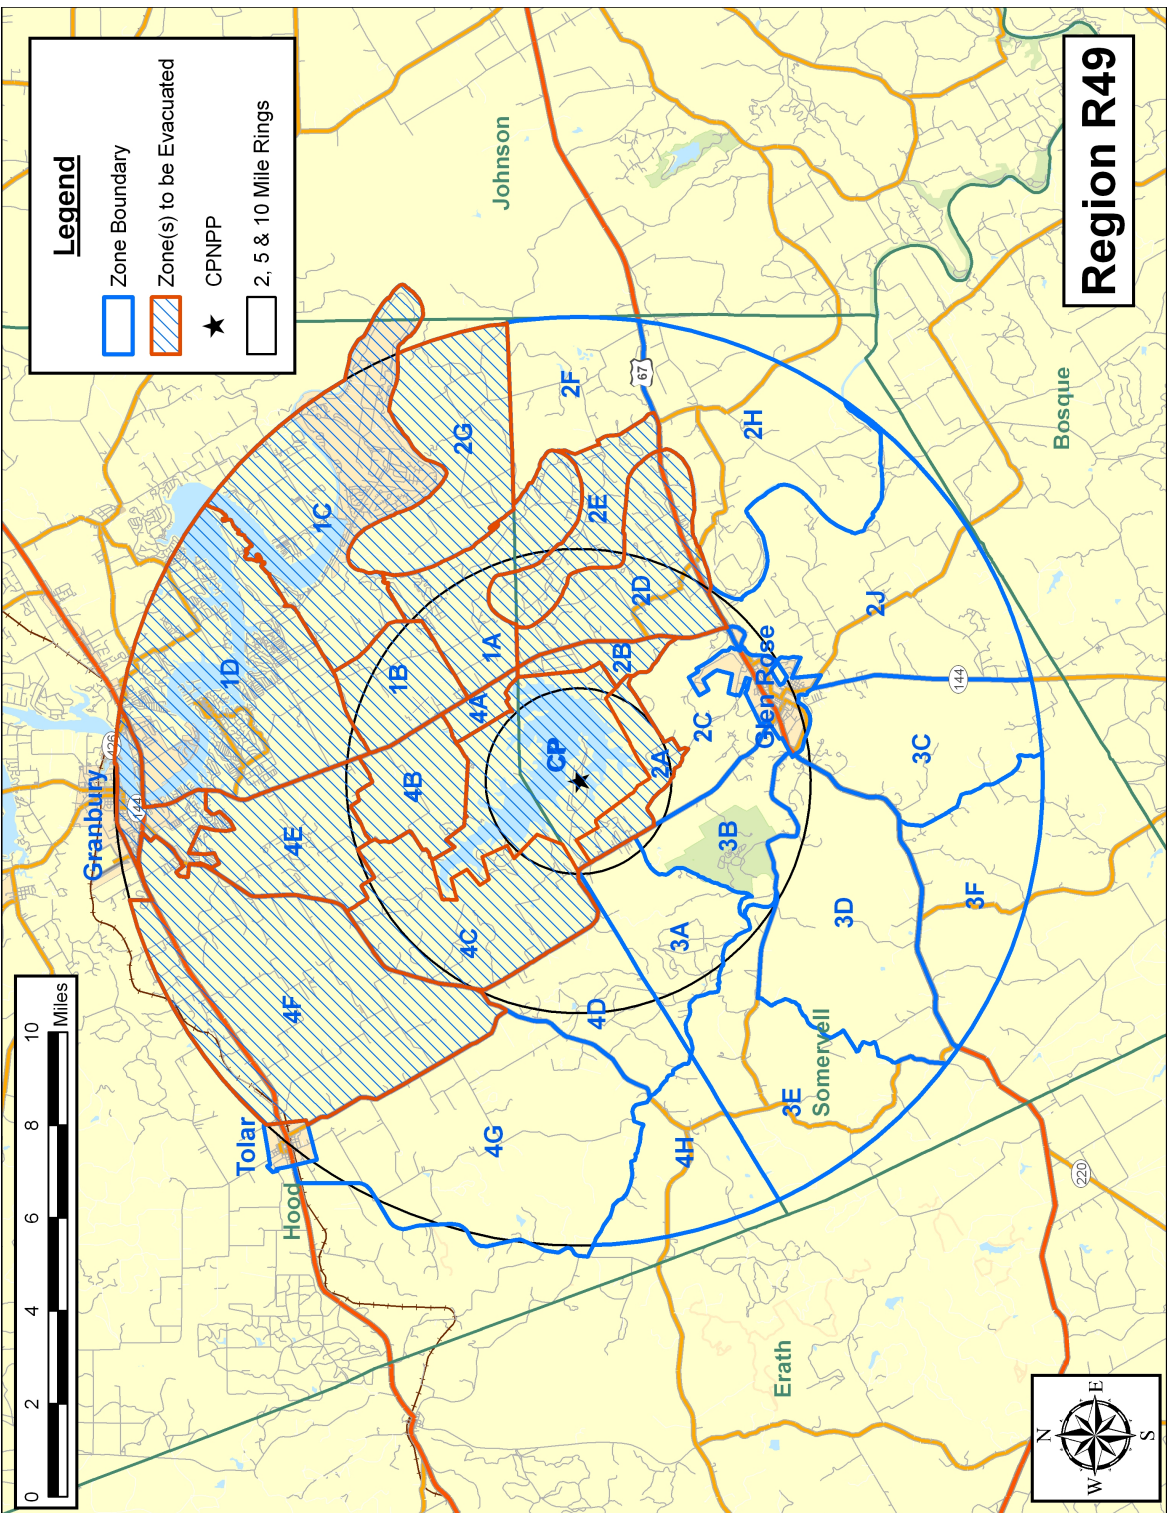 Legend
Zone Boundary
Zone(s) to be Evacuated
CPNPP
2, 5 & 10 Mile Rings
Region R49
0 2 4 6 8 10
Miles
N
W E
S
Granbury
Tolar
Hood
Johnson
Glen Rose
Somervell
Bosque
Erath
CP
1A
1B
1C
1D
2A
2B
2C
2D
2E
2F
2G
2H
2J
3A
3B
3C
3D
3E
3F
4A
4B
4C
4D
4E
4F
4G
4H
426
144
67
144
220